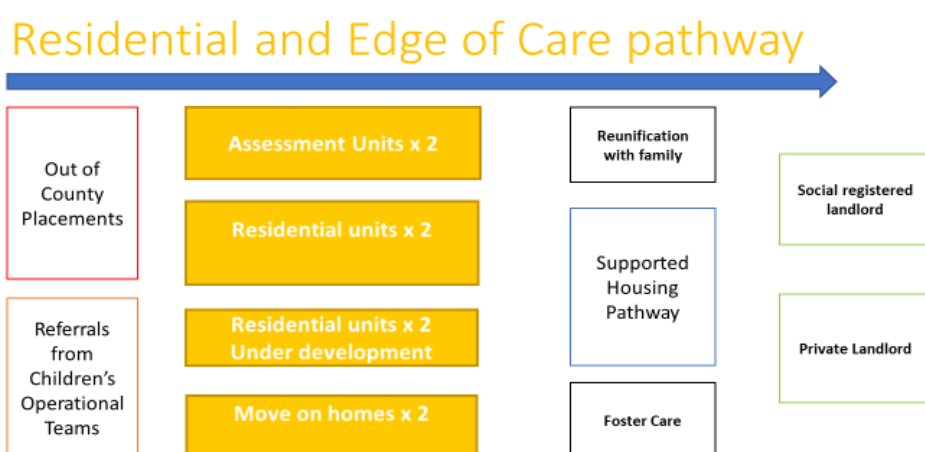 Residential and Edge of Care pathway
Out of
County
Placements
Referrals
from
Children’s
Operational
Teams
Assessment Units x 2
Residential units x 2
Residential units x 2
Under development
Move on homes x 2
Reunification
with family
Supported
Housing
Pathway
Foster Care
Social registered
landlord
Private Landlord